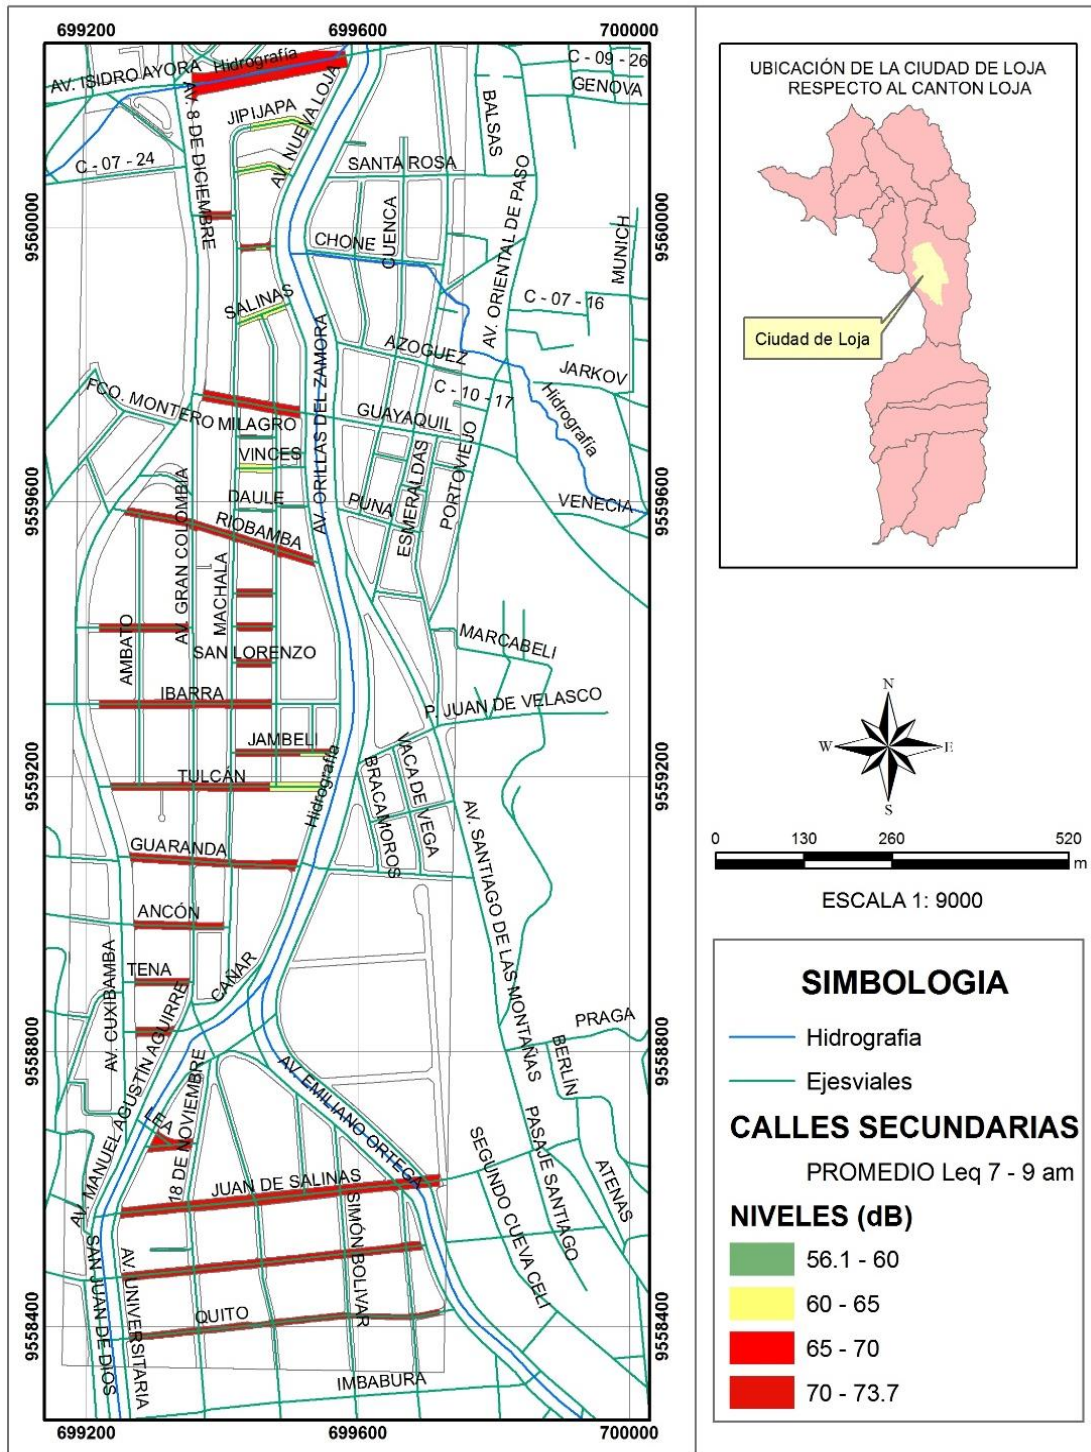 699200
699600
700000
9560000
9559600
9559200
9558800
9558400
AV. ISIDRO AYORA
Hidrografía
C - 09 - 26
GENOVA
AV. 8 DE DICIEMBRE
JIPIJAPA
AV. NUEVA LOJA
BALSAS
C - 07 - 24
SANTA ROSA
CUENCA
AV. ORIENTAL DE PASO
MUNICH
CHONE
SALINAS
C - 07 - 16
AV. ORILLAS DEL ZAMORA
AZOGUEZ
JARKOV
C - 10 - 17
Hidrografía
FCO. MONTERO
MILAGRO
GUAYAQUIL
VINCES
ESMERALDAS
PORTOVIEJO
DAULE
PUNA
VENECIA
AV. GRAN COLOMBIA
RIOBAMBA
MACHALA
AMBATO
SAN LORENZO
MARCABELI
IBARRA
P. JUAN DE VELASCO
JAMBELI
TULCÁN
Hidrografía
BRACAMOROS
VACA DE VEGA
GUARANDA
AV. SANTIAGO DE LAS MONTAÑAS
ANCÓN
AV. CUXIBAMBA
TENA
CAÑAR
AV. MANUEL AGUSTÍN AGUIRRE
PRAGA
BERLÍN
AV. EMILIANO ORTEGA
LEA
18 DE NOVIEMBRE
PASAJE SANTIAGO
ATENAS
SEGUNDO CUEVA CELI
JUAN DE SALINAS
SIMÓN BOLIVAR
SAN JUAN DE DIOS
AV. UNIVERSITARIA
QUITO
IMBABURA
9560000
9559600
9559200
9558800
9558400
699200
699600
700000
UBICACIÓN DE LA CIUDAD DE LOJA
RESPECTO AL CANTON LOJA
Ciudad de Loja
N
W
E
S
0
130
260
520
m
ESCALA 1: 9000
SIMBOLOGIA
Hidrografia
Ejesviales
CALLES SECUNDARIAS
PROMEDIO Leq 7 - 9 am
NIVELES (dB)
56.1 - 60
60 - 65
65 - 70
70 - 73.7